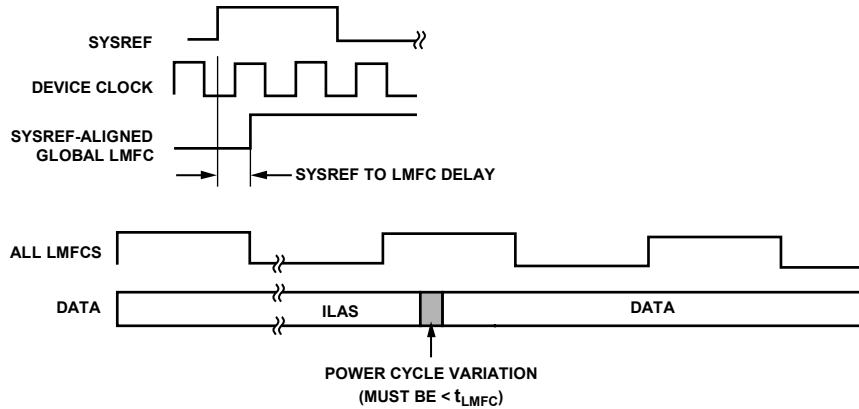 SYSREF
DEVICE CLOCK
SYSREF-ALIGNED
GLOBAL LMFC
SYSREF TO LMFC DELAY
ALL LMFCS
DATA
ILAS
DATA
POWER CYCLE VARIATION
(MUST BE < tLMFC)